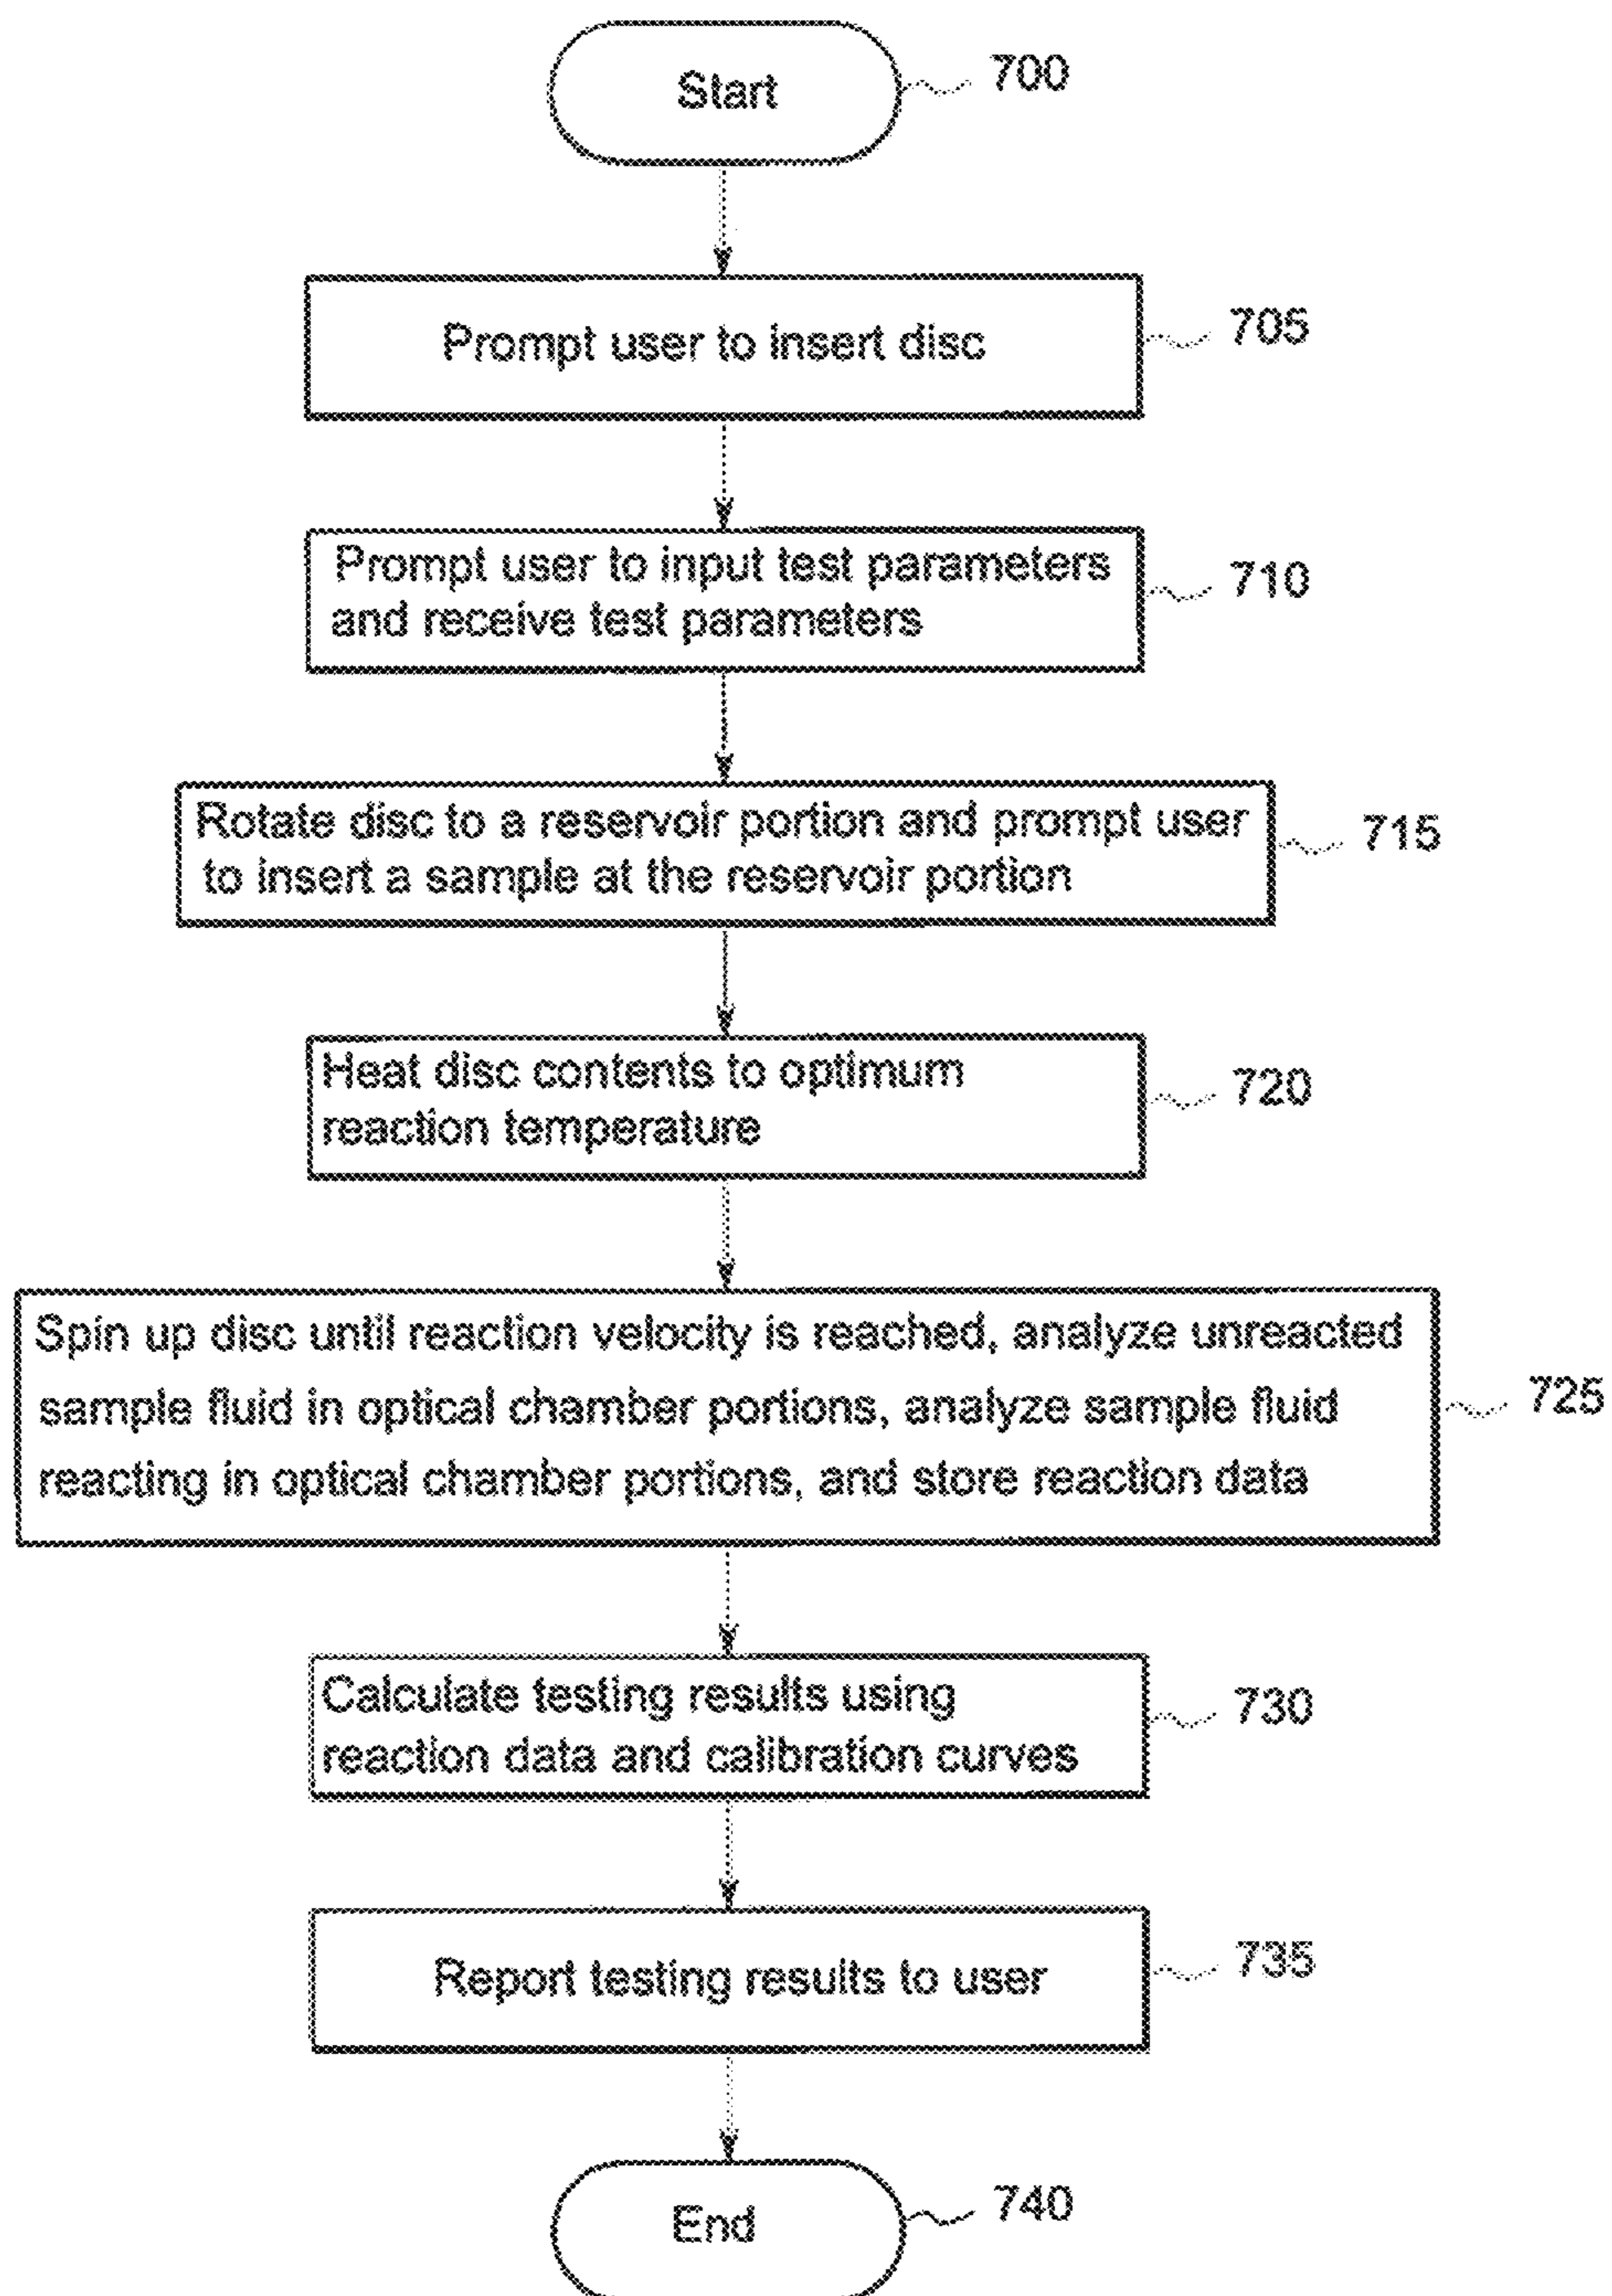 Start
700
Prompt user to insert disc
705
Prompt user to input test parameters
and receive test parameters
710
Rotate disc to a reservoir portion and prompt user
to insert a sample at the reservoir portion
715
Heat disc contents to optimum
reaction temperature
720
Spin up disc until reaction velocity is reached, analyze unreacted
sample fluid in optical chamber portions, analyze sample fluid
reacting in optical chamber portions, and store reaction data
725
Calculate testing results using
reaction data and calibration curves
730
Report testing results to user
735
End
740